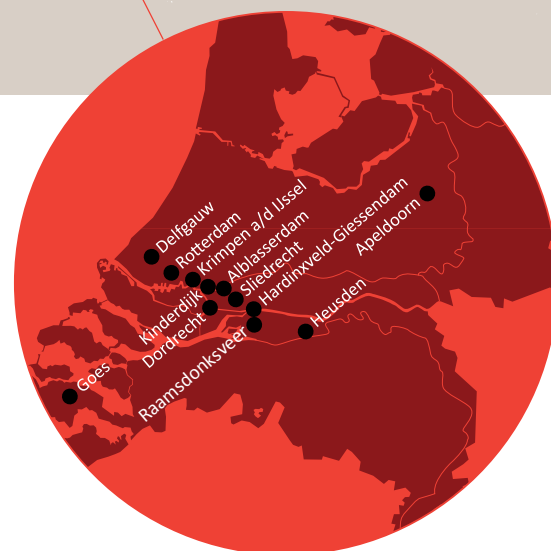 Delfgauw
Rotterdam
Krimpen a/d IJssel
Alblasserdam
Sliedrecht
Hardinxveld-Giessendam
Apeldoorn
Kinderdijk
Dordrecht
Raamsdonksveer
Heusden
Goes